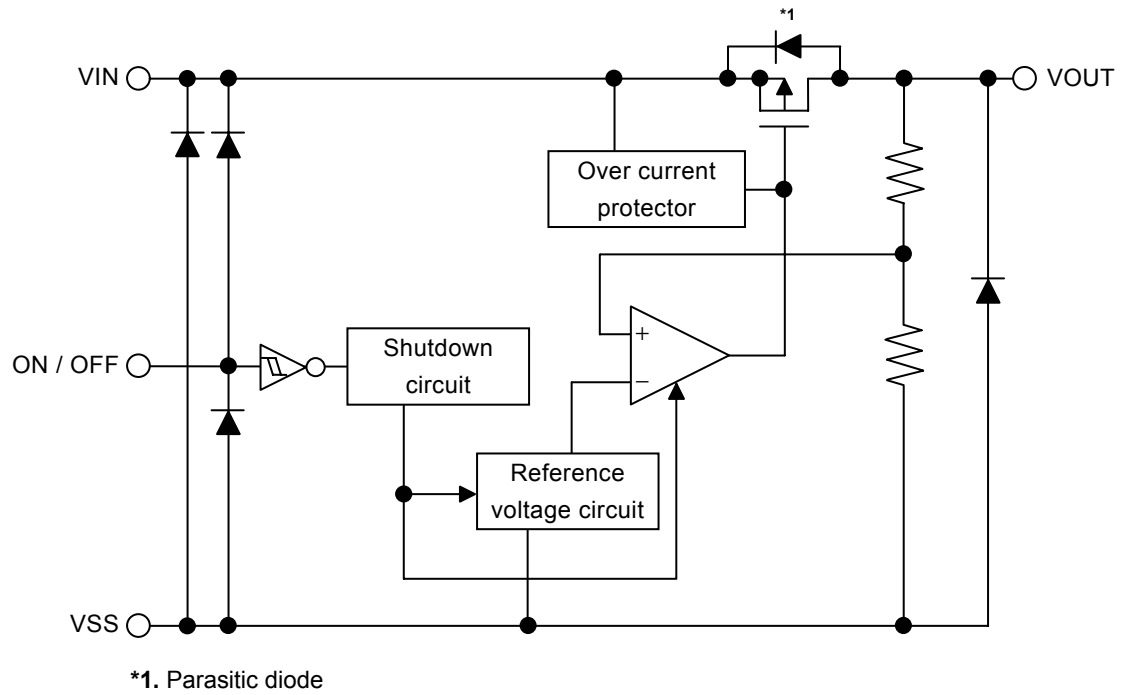 *1
VIN
VOUT
Over current
protector
+
−
ON / OFF
Shutdown
circuit
Reference
voltage circuit
VSS
*1. Parasitic diode